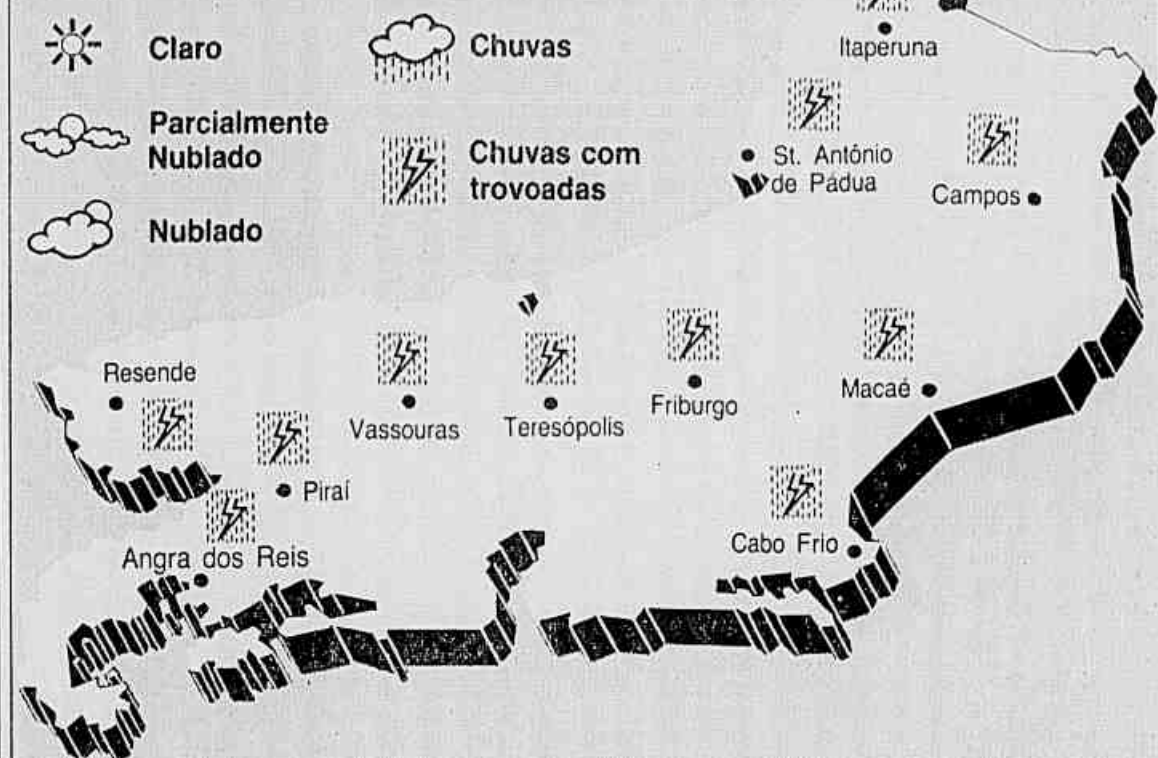 Claro
Parcialmente
Nublado
Nublado
Chuvas
Chuvas com
trovoadas
Itaperuna
St. Antônio
de Pádua
Campos
Resende
Vassouras
Teresópolis
Friburgo
Macaé
Piraí
Cabo Frio
Angra dos Reis